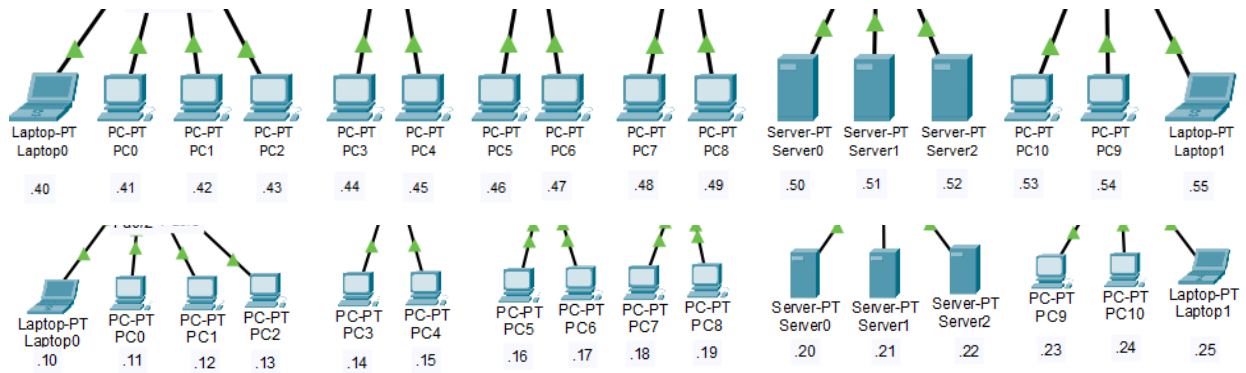 Laptop-PT PC-PT PC-PT PC-PT PC-PT PC-PT PC-PT PC-PT PC-PT PC-PT Server-PT Server-PT Server-PT PC-PT PC-PT Laptop-PT
Laptop0 PC0 PC1 PC2 PC3 PC4 PC5 PC6 PC7 PC8 Server0 Server1 Server2 PC10 PC9 Laptop1
.40 .41 .42 .43 .44 .45 .46 .47 .48 .49 .50 .51 .52 .53 .54 .55
Laptop-PT PC-PT PC-PT PC-PT PC-PT PC-PT PC-PT PC-PT PC-PT PC-PT Server-PT Server-PT Server-PT PC-PT PC-PT Laptop-PT
Laptop0 PC0 PC1 PC2 PC3 PC4 PC5 PC6 PC7 PC8 Server0 Server1 Server2 PC9 PC10 Laptop1
.10 .11 .12 .13 .14 .15 .16 .17 .18 .19 .20 .21 .22 .23 .24 .25